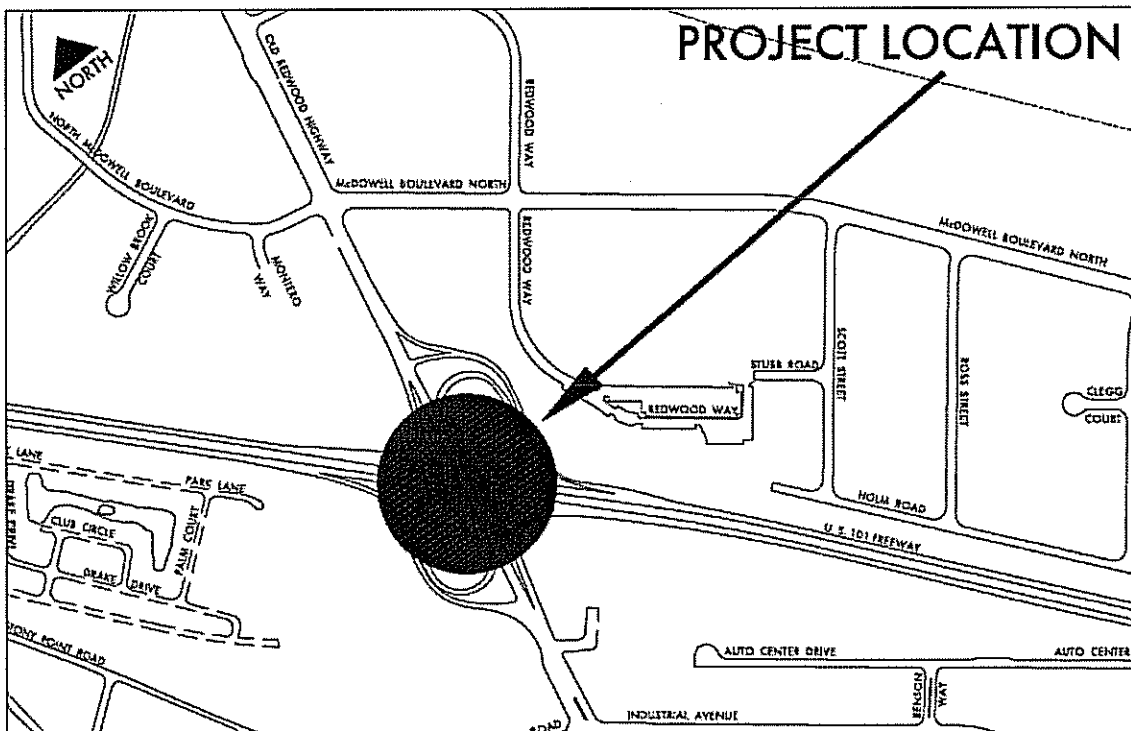 PROJECT LOCATION
NORTH
OLD REDWOOD HIGHWAY
REDWOOD WAY
NORTH McDOWELL BOULEVARD
McDOWELL BOULEVARD NORTH
WILLOW BROOK
COURT
MONIERO
WAY
REDWOOD WAY
McDOWELL BOULEVARD NORTH
STUBB ROAD
SCOTT STREET
ROSS STREET
CLEGG
COURT
REDWOOD WAY
LANE
PARK LANE
HOLM ROAD
U.S. 101 FREEWAY
CLUB CIRCLE
PALM COURT
DRAKE DRIVE
TONY POINT ROAD
AUTO CENTER DRIVE
AUTO CENTER
BENSON
WAY
INDUSTRIAL AVENUE
ROAD